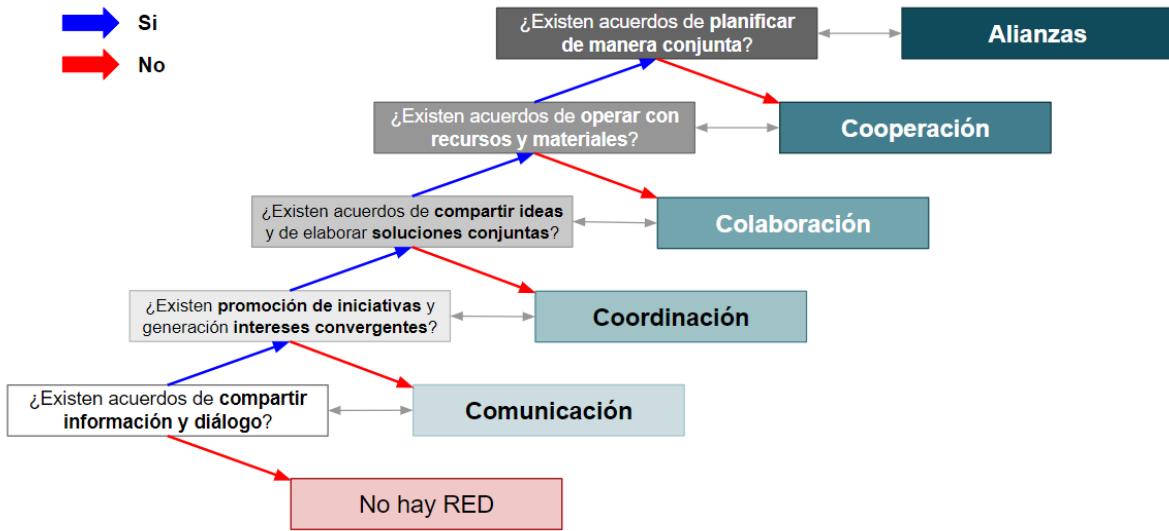 Si
No
¿Existen acuerdos de planificar
de manera conjunta?
Alianzas
¿Existen acuerdos de operar con
recursos y materiales?
Cooperación
¿Existen acuerdos de compartir ideas
y de elaborar soluciones conjuntas?
Colaboración
¿Existen promoción de iniciativas y
generación intereses convergentes?
Coordinación
¿Existen acuerdos de compartir
información y diálogo?
Comunicación
No hay RED